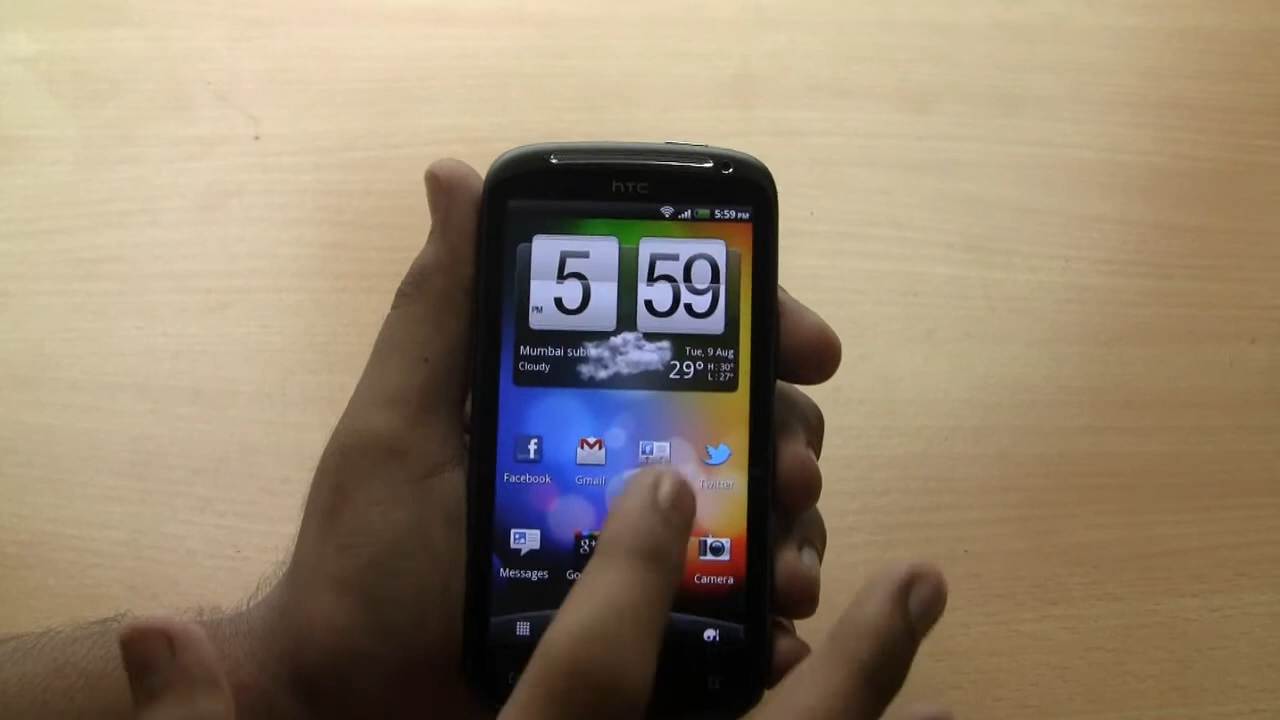 hTC
5:59 PM
5 59
PM
Mumbai sub
Tue, 9 Aug
Cloudy
29° H: 30°
L: 27°
Facebook Gmail Twitter
Messages Go Camera